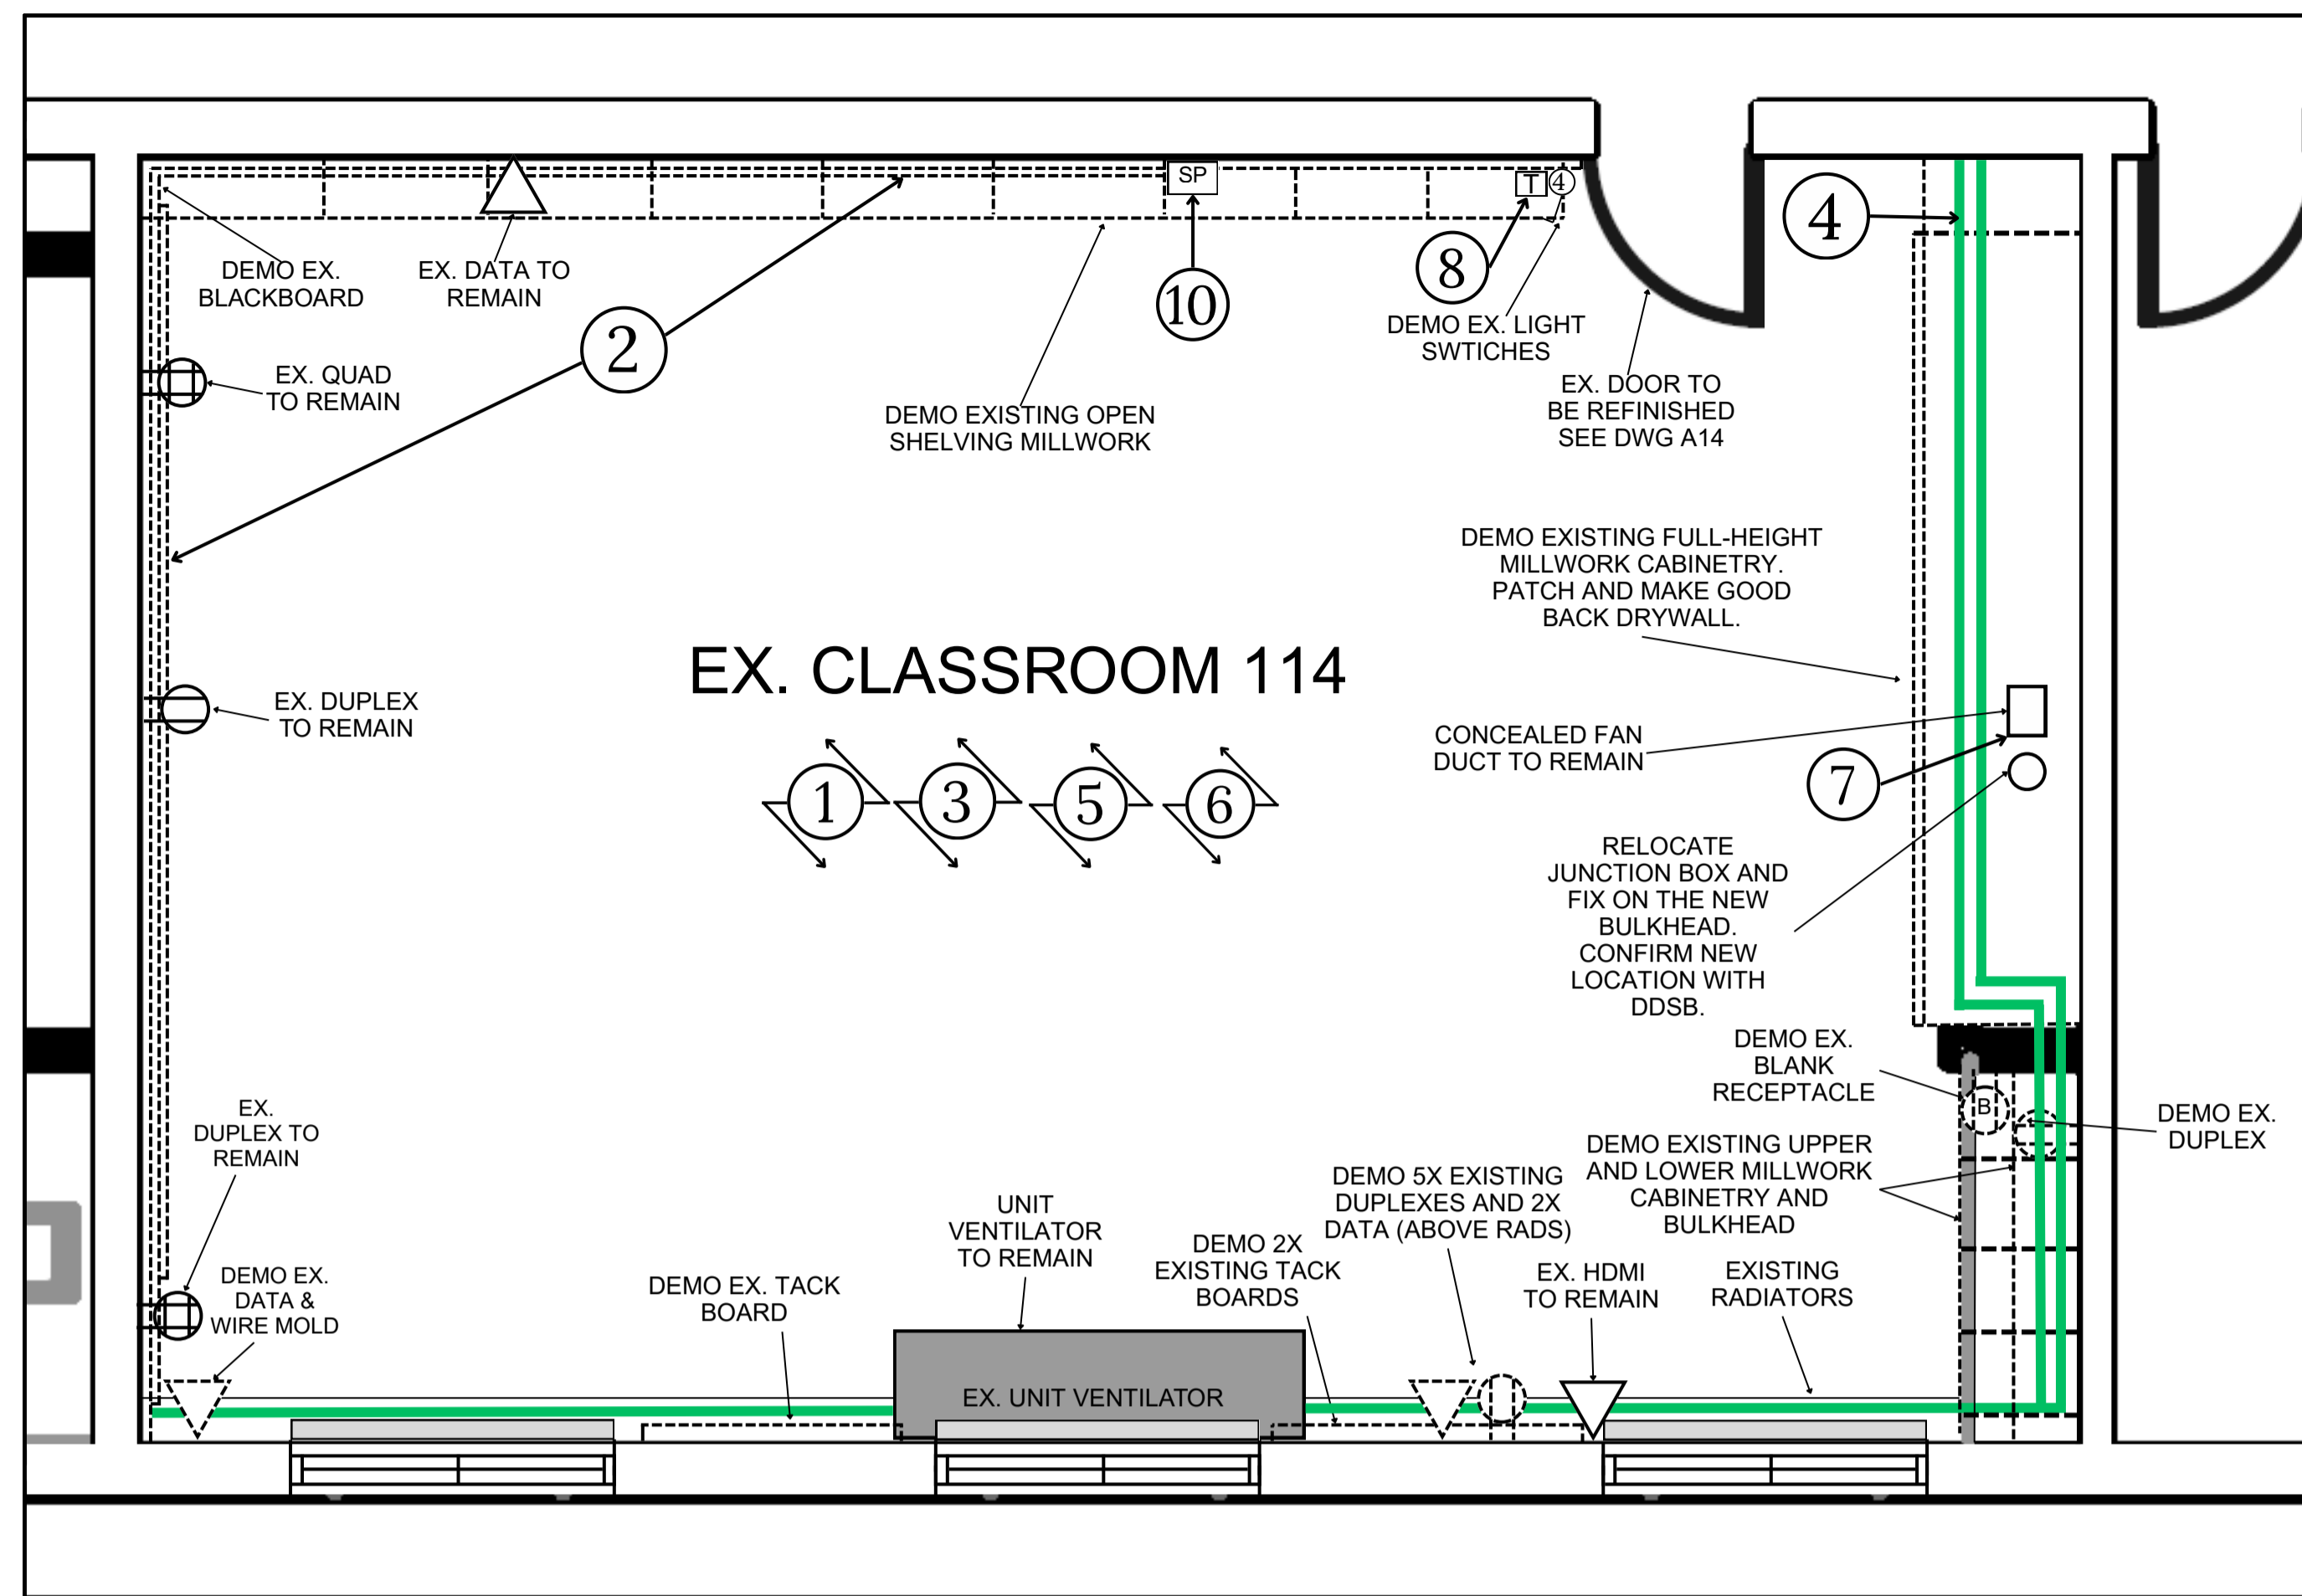 SP
T
4
4
8
10
2
DEMO EX.
BLACKBOARD
EX. DATA TO
REMAIN
DEMO EX. LIGHT
SWTICHES
EX. QUAD
TO REMAIN
DEMO EXISTING OPEN
SHELVING MILLWORK
EX. DOOR TO
BE REFINISHED
SEE DWG A14
DEMO EXISTING FULL-HEIGHT
MILLWORK CABINETRY.
PATCH AND MAKE GOOD
BACK DRYWALL.
EX. CLASSROOM 114
EX. DUPLEX
TO REMAIN
CONCEALED FAN
DUCT TO REMAIN
7
1
3
5
6
RELOCATE
JUNCTION BOX AND
FIX ON THE NEW
BULKHEAD.
CONFIRM NEW
LOCATION WITH
DDSB.
DEMO EX.
BLANK
RECEPTACLE
B
DEMO EX.
DUPLEX
EX.
DUPLEX TO
REMAIN
DEMO EXISTING UPPER
AND LOWER MILLWORK
CABINETRY AND
BULKHEAD
DEMO 5X EXISTING
DUPLEXES AND 2X
DATA (ABOVE RADS)
UNIT
VENTILATOR
TO REMAIN
DEMO 2X
EXISTING TACK
BOARDS
DEMO EX.
DATA &
WIRE MOLD
DEMO EX. TACK
BOARD
EX. HDMI
TO REMAIN
EXISTING
RADIATORS
EX. UNIT VENTILATOR